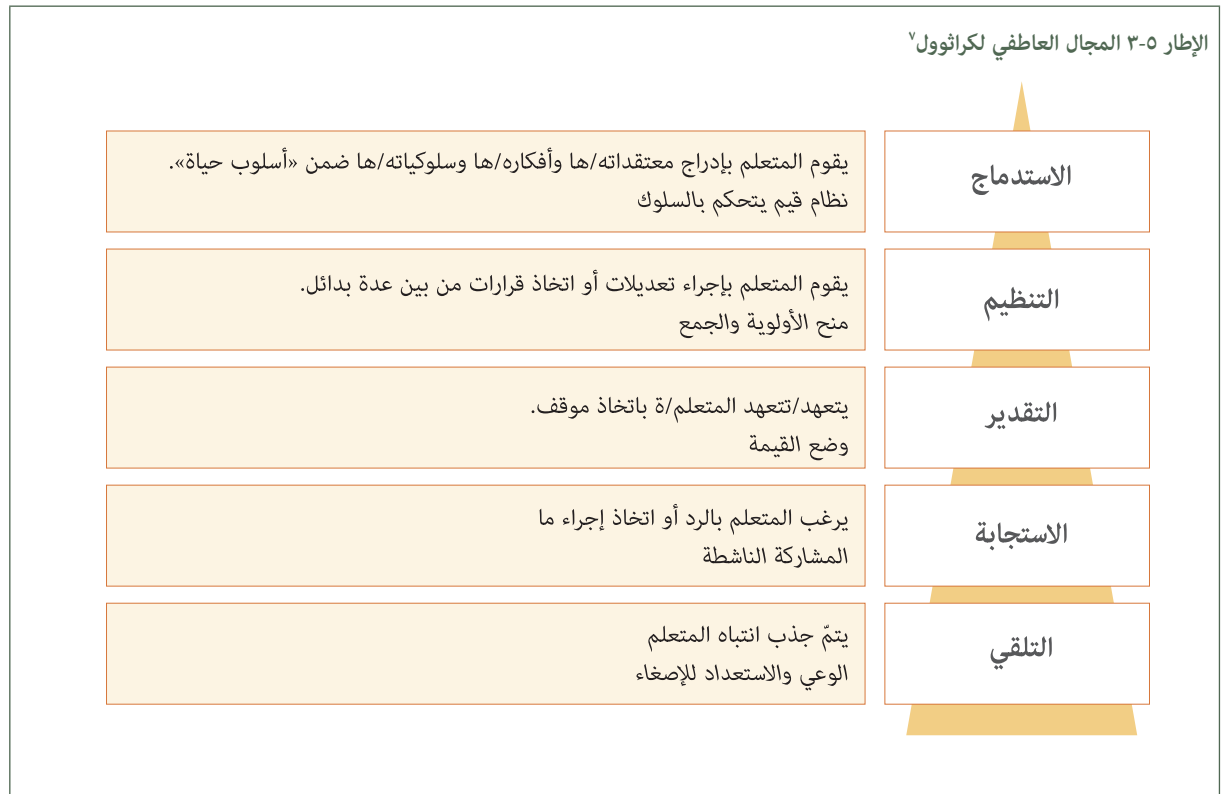 الإطار ٥-٣ المجال العاطفي لكراثوول٧
الاستدماج
يقوم المتعلم بإدراج معتقداته/ها وأفكاره/ها وسلوكياته/ها ضمن «أسلوب حياة».
نظام قيم يتحكم بالسلوك
التنظيم
يقوم المتعلم بإجراء تعديلات أو اتخاذ قرارات من بين عدة بدائل.
منح الأولوية والجمع
التقدير
يتعهد/تتعهد المتعلم/ة باتخاذ موقف.
وضع القيمة
الاستجابة
يرغب المتعلم بالرد أو اتخاذ إجراء ما
المشاركة الناشطة
التلقي
يتمّ جذب انتباه المتعلم
الوعي والاستعداد للإصغاء